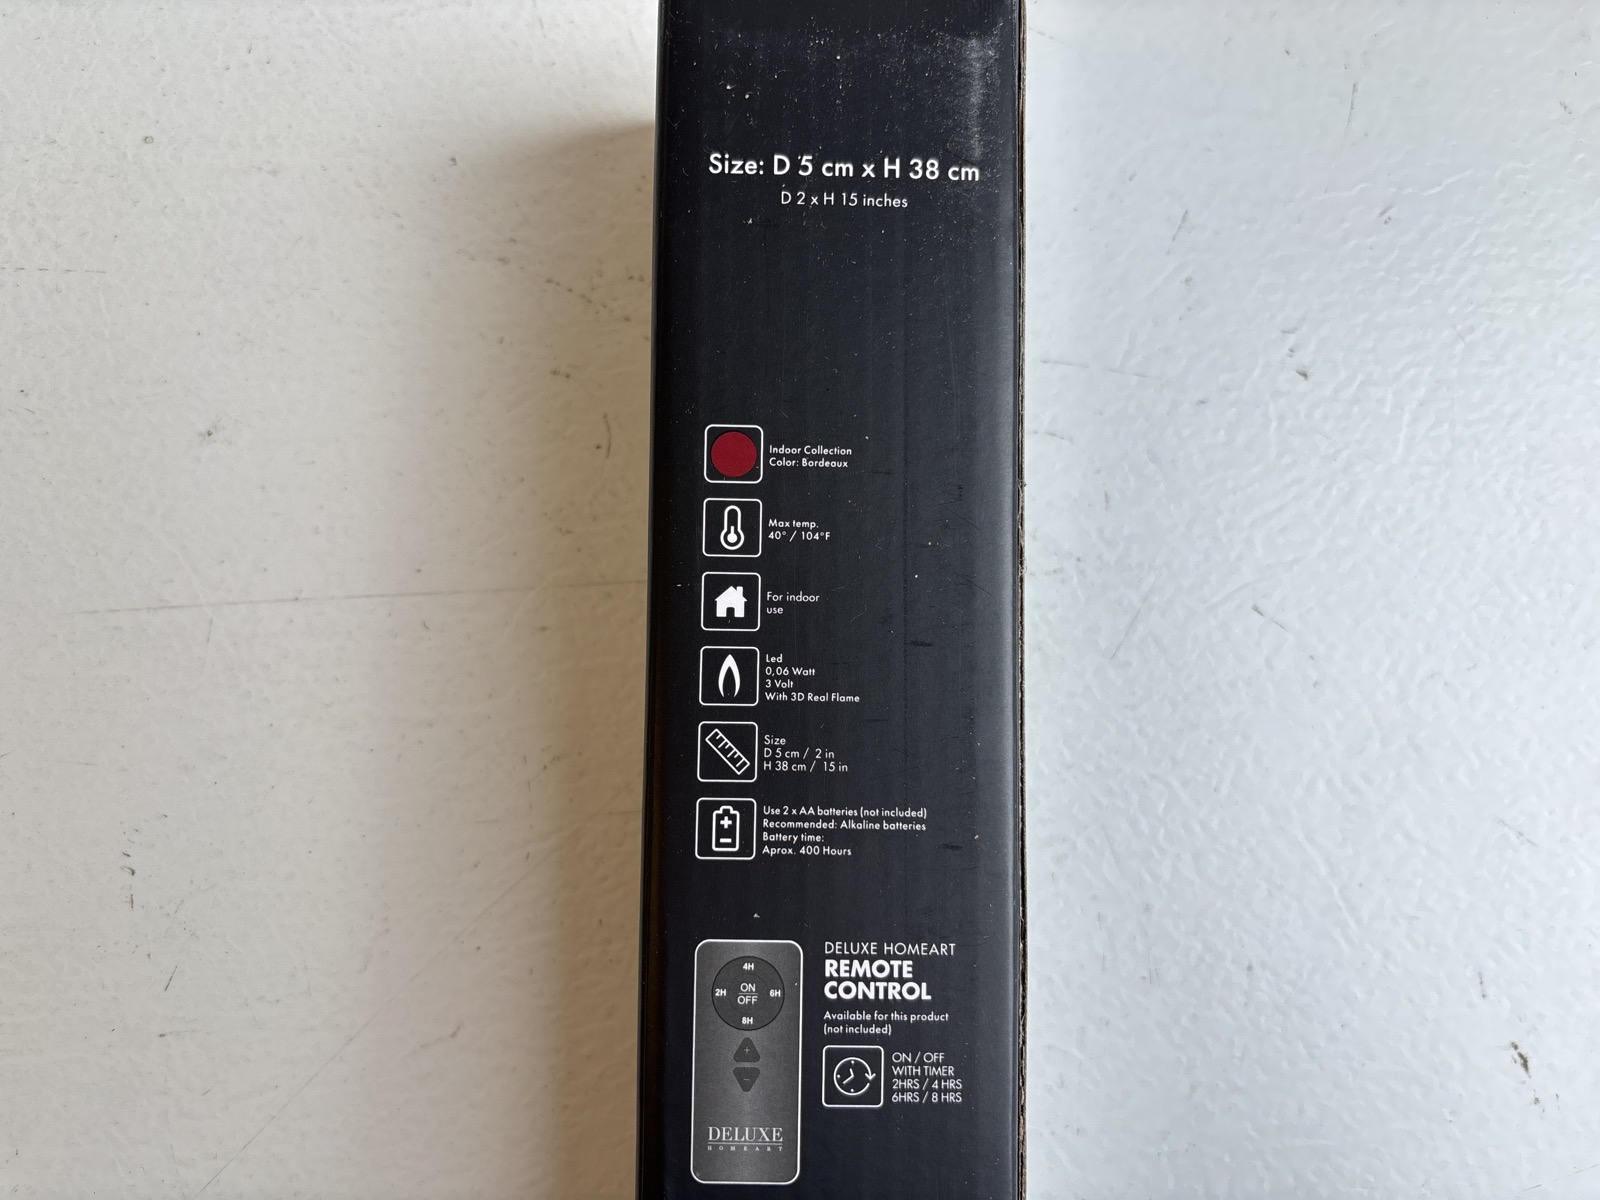 Size: D 5 cm x H 38 cm
D 2 x H 15 inches
Indoor Collection
Color: Bordeaux
Max temp.
40° / 104°F
For indoor
use
Led
0,06 Watt
3 Volt
With 3D Real Flame
Size
D 5 cm / 2 in
H 38 cm / 15 in
Use 2 x AA batteries (not included)
Recommended: Alkaline batteries
Battery time:
Aprox. 400 Hours
4H
2H
ON
OFF
6H
8H
+
-
DELUXE
HOMEART
DELUXE HOMEART
REMOTE
CONTROL
Available for this product
(not included)
ON / OFF
WITH TIMER
2HRS / 4 HRS
6HRS / 8 HRS